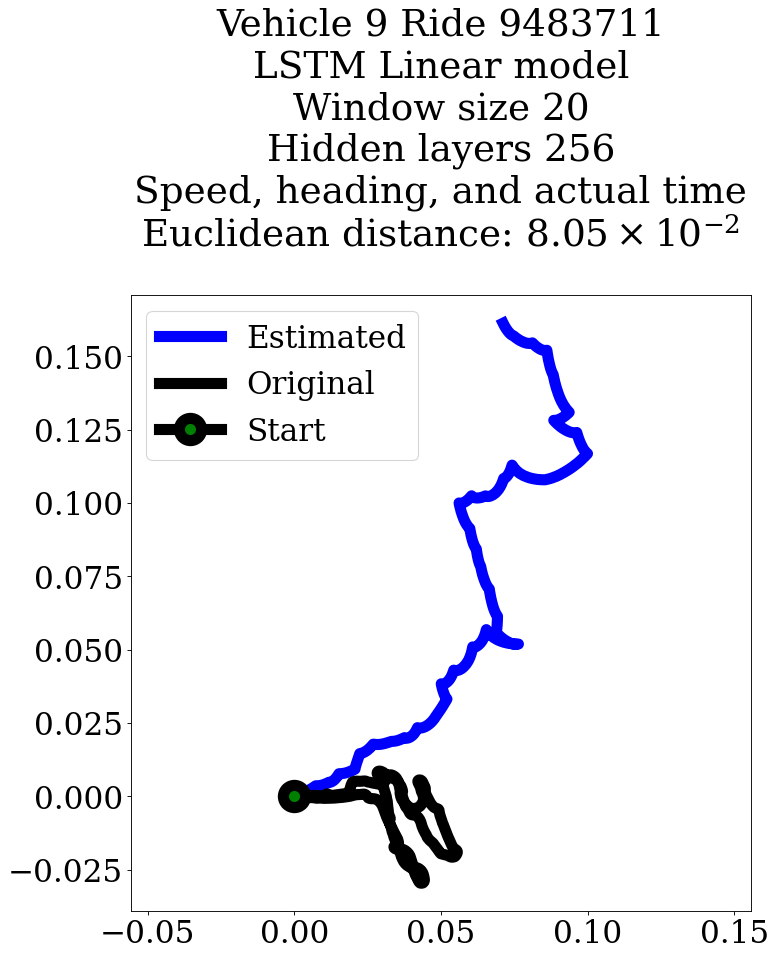 Vehicle 9 Ride 9483711
LSTM Linear model
Window size 20
Hidden layers 256
Speed, heading, and actual time
Euclidean distance: 8.05 × 10⁻²
Estimated
Original
Start
0.150
0.125
0.100
0.075
0.050
0.025
0.000
−0.025
−0.05 0.00 0.05 0.10 0.15